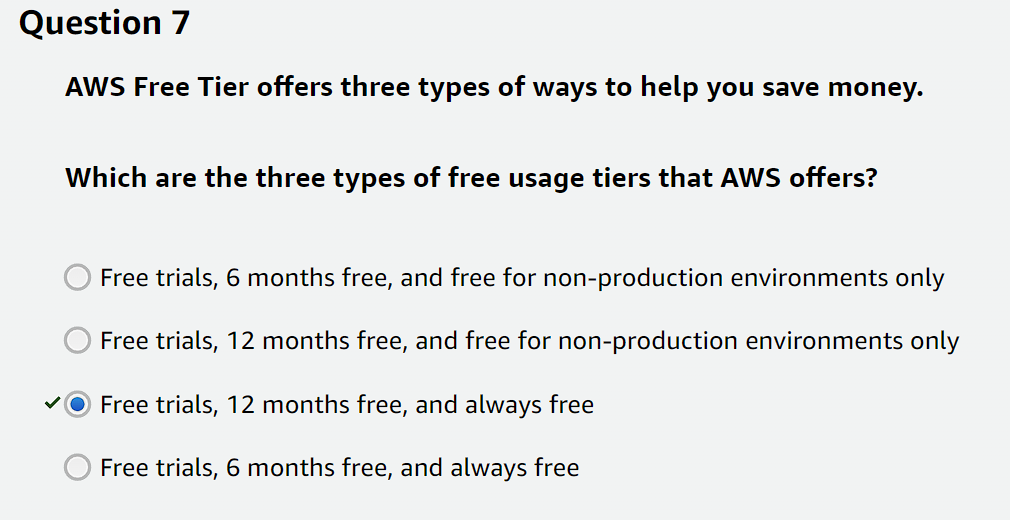 Question 7
AWS Free Tier offers three types of ways to help you save money.
Which are the three types of free usage tiers that AWS offers?
Free trials, 6 months free, and free for non-production environments only
Free trials, 12 months free, and free for non-production environments only
Free trials, 12 months free, and always free
Free trials, 6 months free, and always free